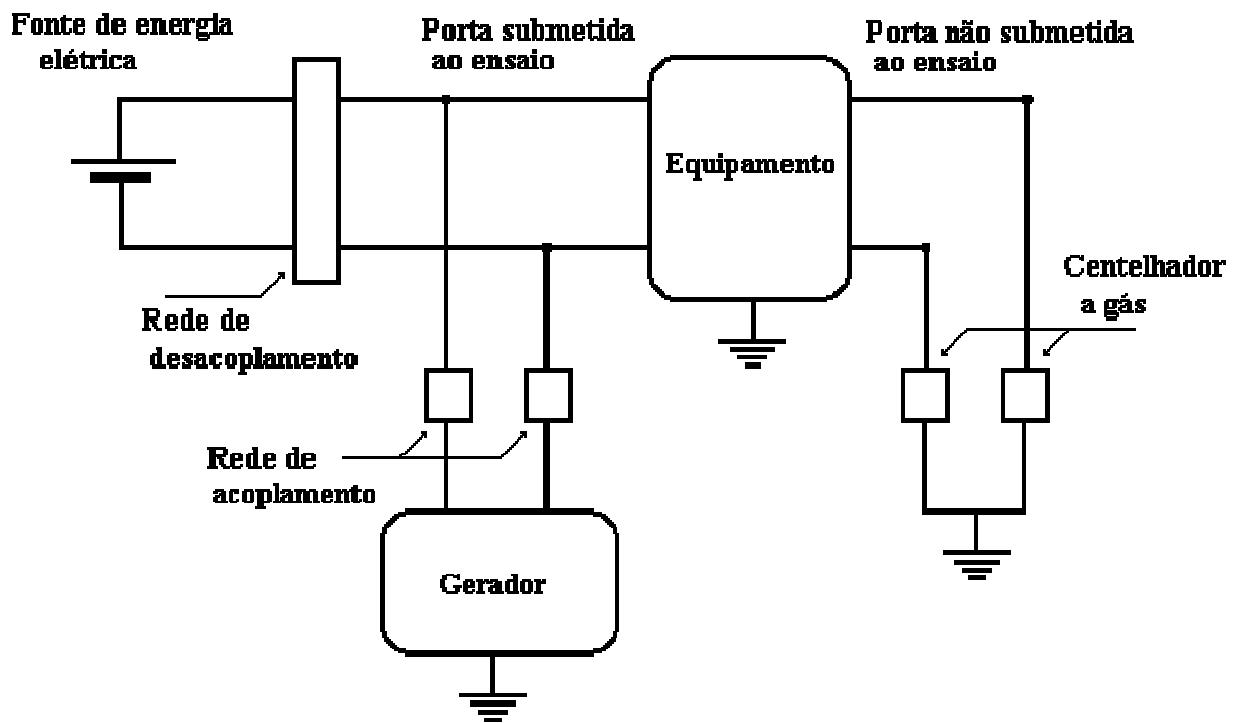 Fonte de energia
elétrica
Porta submetida
ao ensaio
Porta não submetida
ao ensaio
Equipamento
Centelhador
a gás
Rede de
desacoplamento
Rede de
acoplamento
Gerador